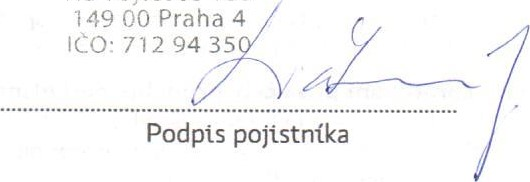 149 00 Praha 4
IČO: 712 94 350
Podpis pojistníka